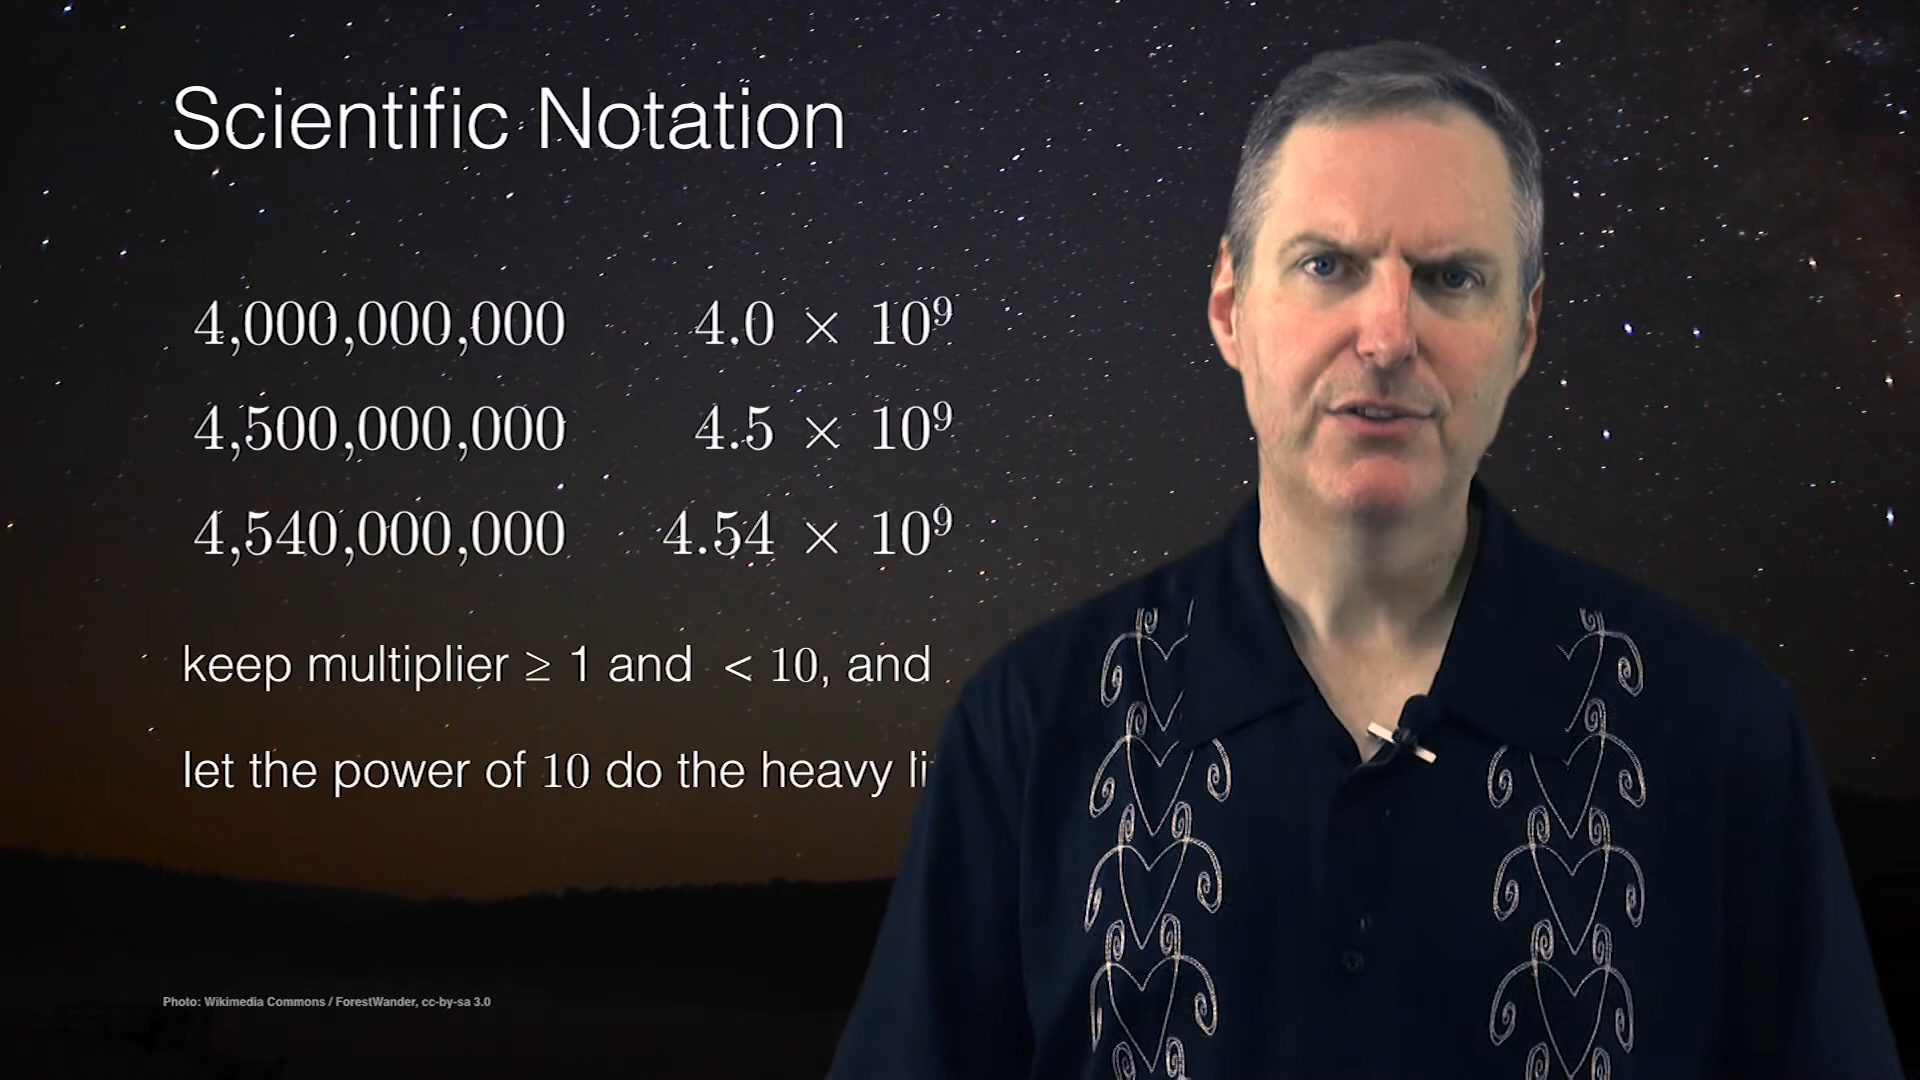 Scientific Notation
4,000,000,000 4.0 × 10⁹
4,500,000,000 4.5 × 10⁹
4,540,000,000 4.54 × 10⁹
keep multiplier ≥ 1 and < 10, and
let the power of 10 do the heavy
Photo: Wikimedia Commons / ForestWander, cc-by-sa 3.0